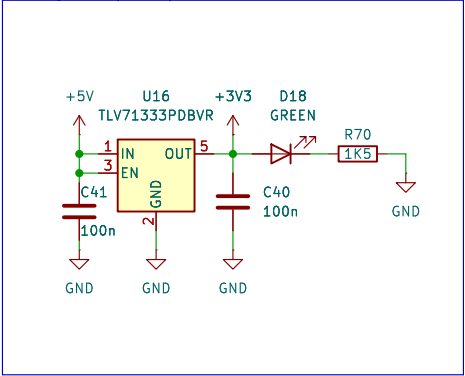 +5V
U16
TLV71333PDBVR
+3V3
D18
GREEN
R70
1K5
1
IN
OUT
5
3
EN
GND
2
C41
100n
C40
100n
GND
GND
GND
GND